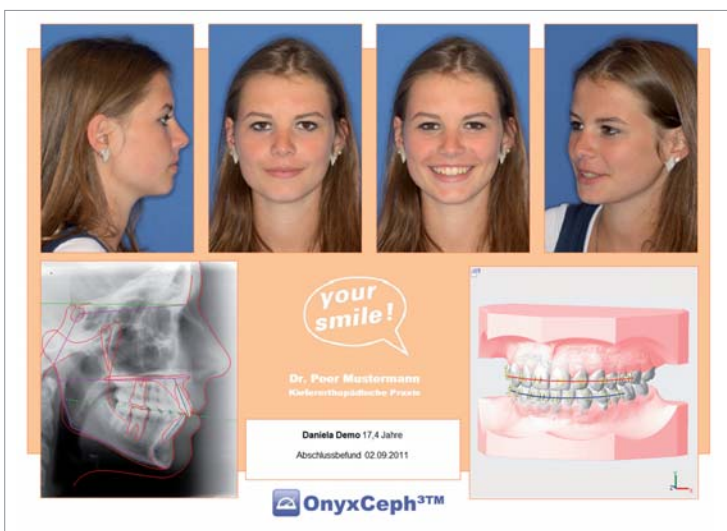 your
smile!
Dr. Peer Mustermann
Kieferorthopädische Praxis
Daniela Demo 17,4 Jahre
Abschlussbefund 02.09.2011
OnyxCeph³TM